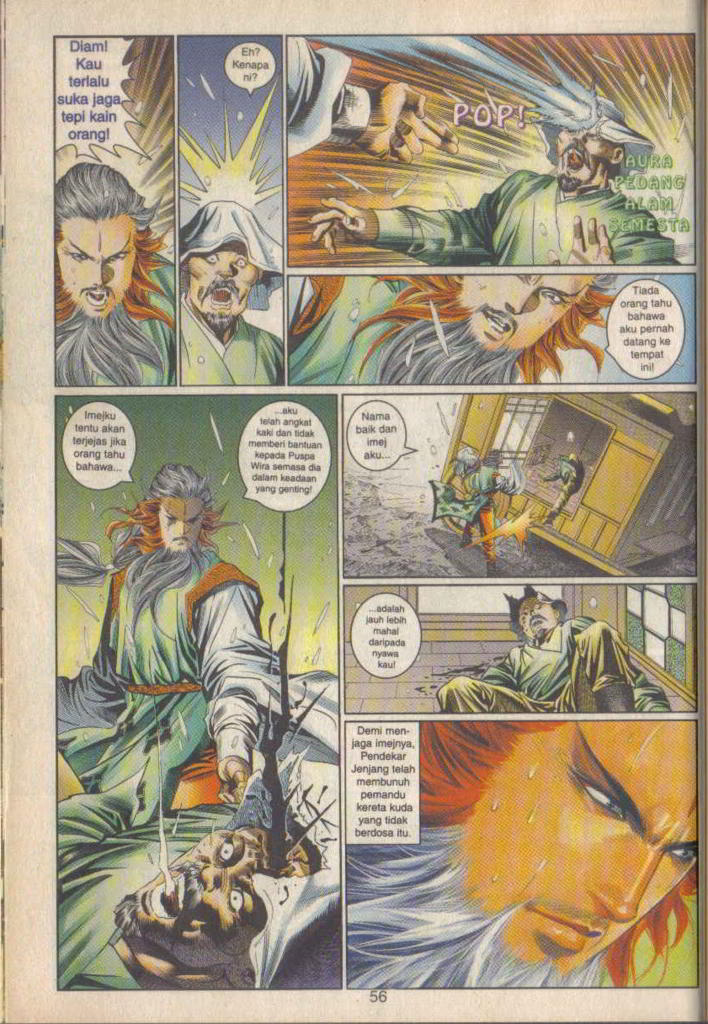 Diam!
Kau
terlalu
suka jaga
tepi kain
orang!
Eh?
Kenapa
ni?
POP!
AURA
PEDANG
ALAM
SEMESTA
Tiada
orang tahu
bahawa
aku pernah
datang ke
tempat
ini!
Imejku
tentu akan
terjejas jika
orang tahu
bahawa...
...aku
telah angkat
kaki dan tidak
memberi bantuan
kepada Puspa
Wira semasa dia
dalam keadaan
yang genting!
Nama
baik dan
imej
aku...
...adalah
jauh lebih
mahal
daripada
nyawa
kau!
Demi men-
jaga imejnya,
Pendekar
Jenjang telah
membunuh
pemandu
kereta kuda
yang tidak
berdosa itu.
56